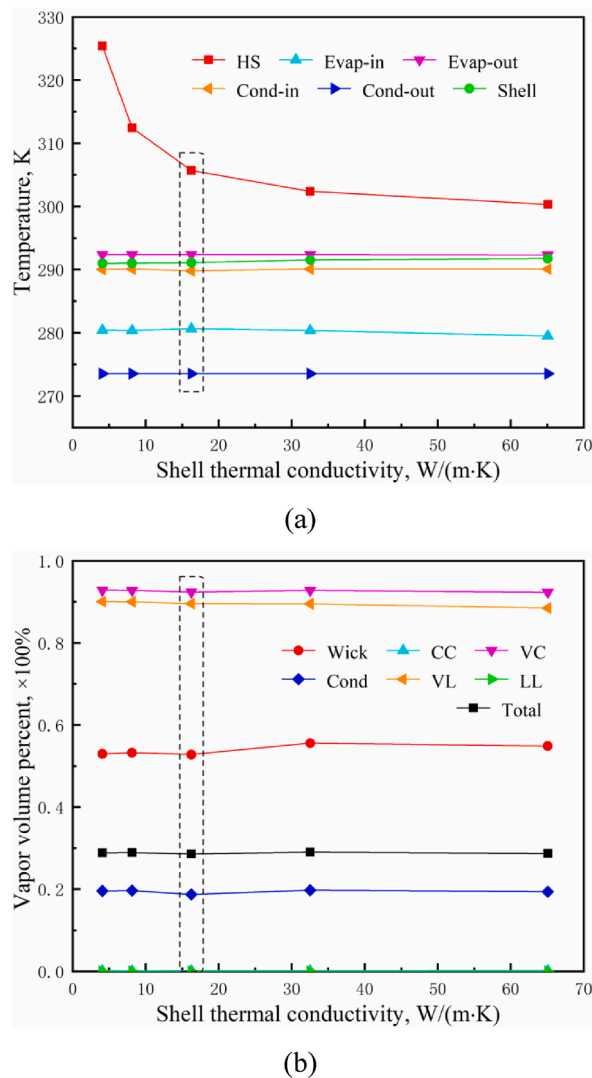 330
320
310
300
290
280
270
Temperature, K
HS Evap-in Evap-out
Cond-in Cond-out Shell
0 10 20 30 40 50 60 70
Shell thermal conductivity, W/(m·K)
(a)
1.0
0.8
0.6
0.4
0.2
0.0
Vapor volume percent, ×100%
Wick CC VC
Cond VL LL
Total
0 10 20 30 40 50 60 70
Shell thermal conductivity, W/(m·K)
(b)